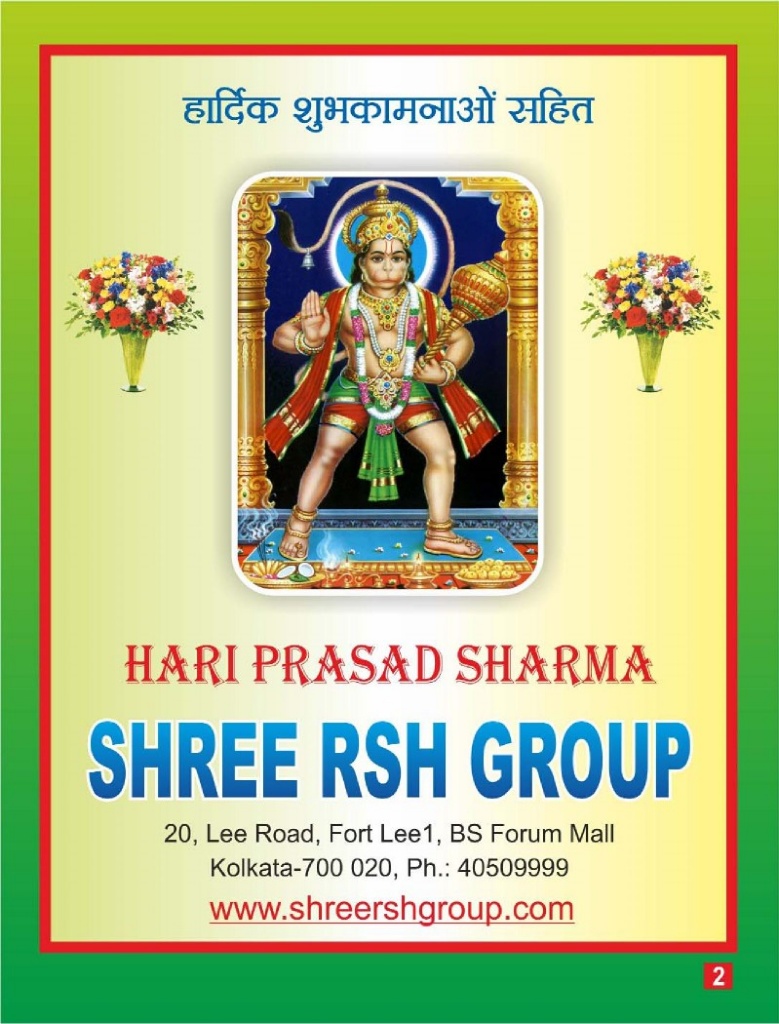 हार्दिक शुभकामनाओं सहित
HARI PRASAD SHARMA
SHREE RSH GROUP
20, Lee Road, Fort Lee1, BS Forum Mall
Kolkata-700 020, Ph.: 40509999
www.shreershgroup.com
2